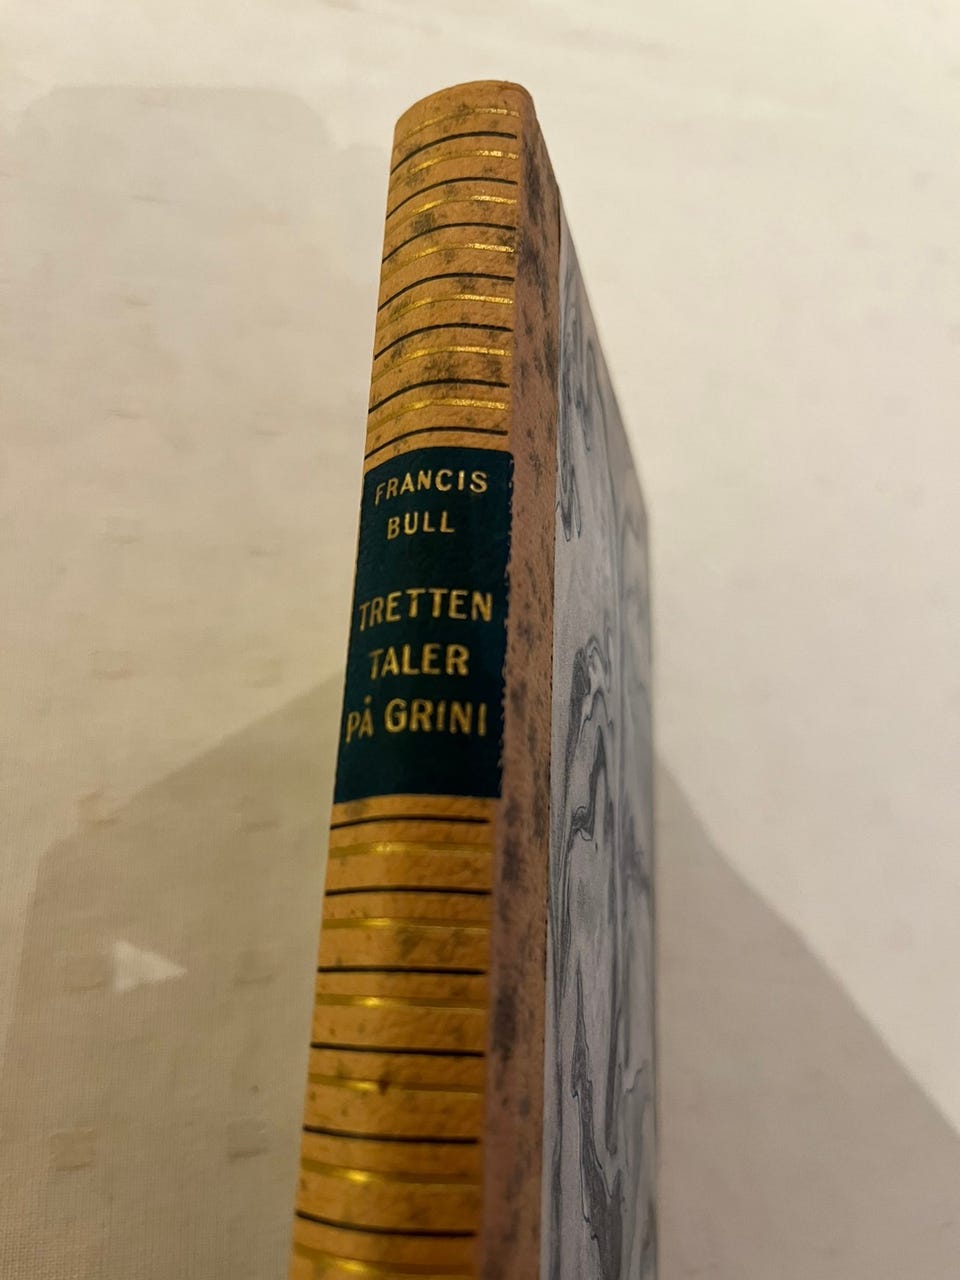 FRANCIS
BULL
TRETTEN
TALER
PÅ GRINI